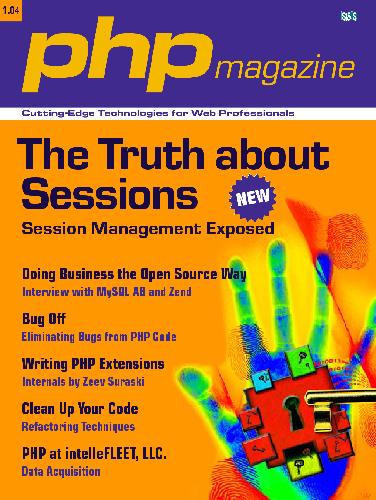 1.04
php magazine
Cutting-Edge Technologies for Web Professionals
The Truth about
Sessions
NEW
Session Management Exposed
Doing Business the Open Source Way
Interview with MySQL AB and Zend
Bug Off
Eliminating Bugs from PHP Code
Writing PHP Extensions
Internals by Zeev Suraski
Clean Up Your Code
Refactoring Techniques
PHP at intelleFLEET, LLC.
Data Acquisition